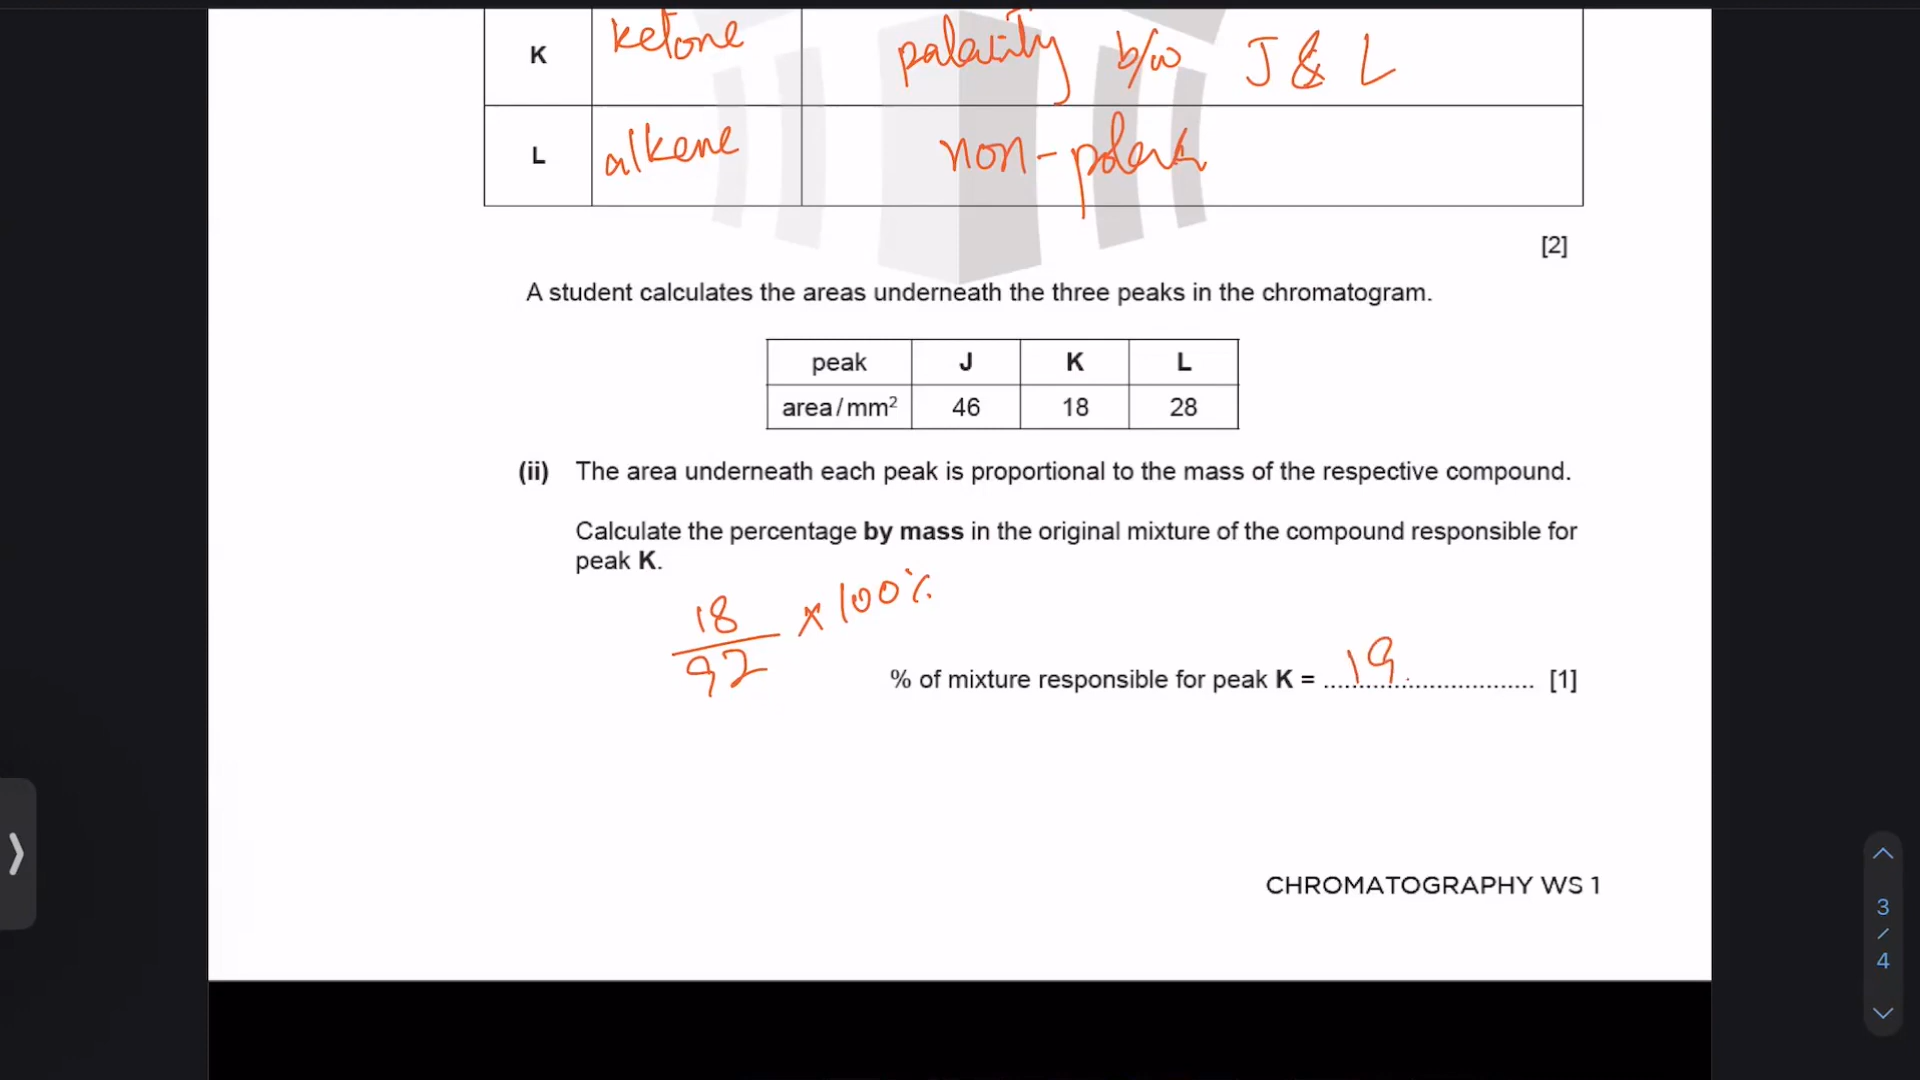 K ketone polarity b/w J & L
L alkene non-polar
[2]
A student calculates the areas underneath the three peaks in the chromatogram.
peak J K L
area/mm² 46 18 28
(ii) The area underneath each peak is proportional to the mass of the respective compound.
Calculate the percentage by mass in the original mixture of the compound responsible for
peak K.
18/92 × 100%
% of mixture responsible for peak K = 19 [1]
CHROMATOGRAPHY WS 1
3
/
4